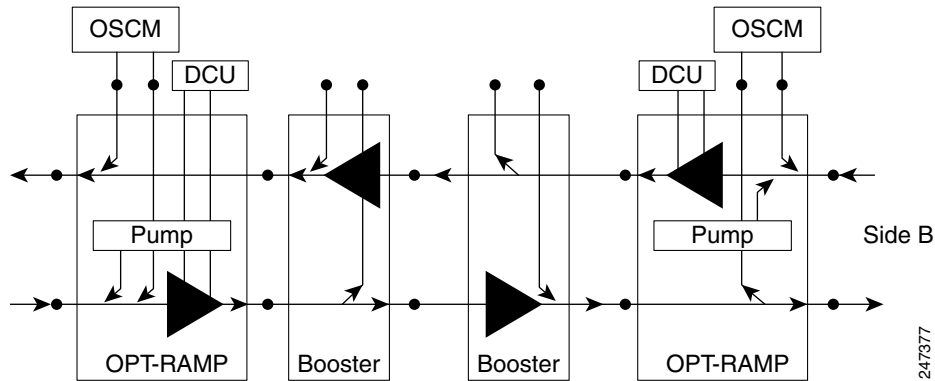 OSCM
OSCM
DCU
DCU
Pump
Pump
Side B
OPT-RAMP
Booster
Booster
OPT-RAMP
247377